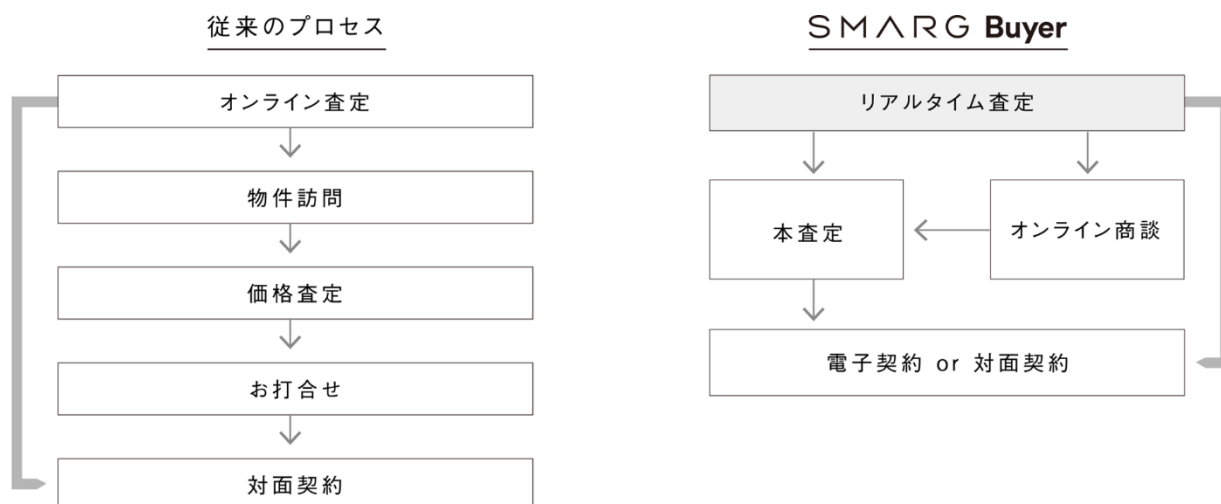 従来のプロセス
オンライン査定
物件訪問
価格査定
お打合せ
対面契約
SMARG Buyer
リアルタイム査定
本査定
オンライン商談
電子契約 or 対面契約